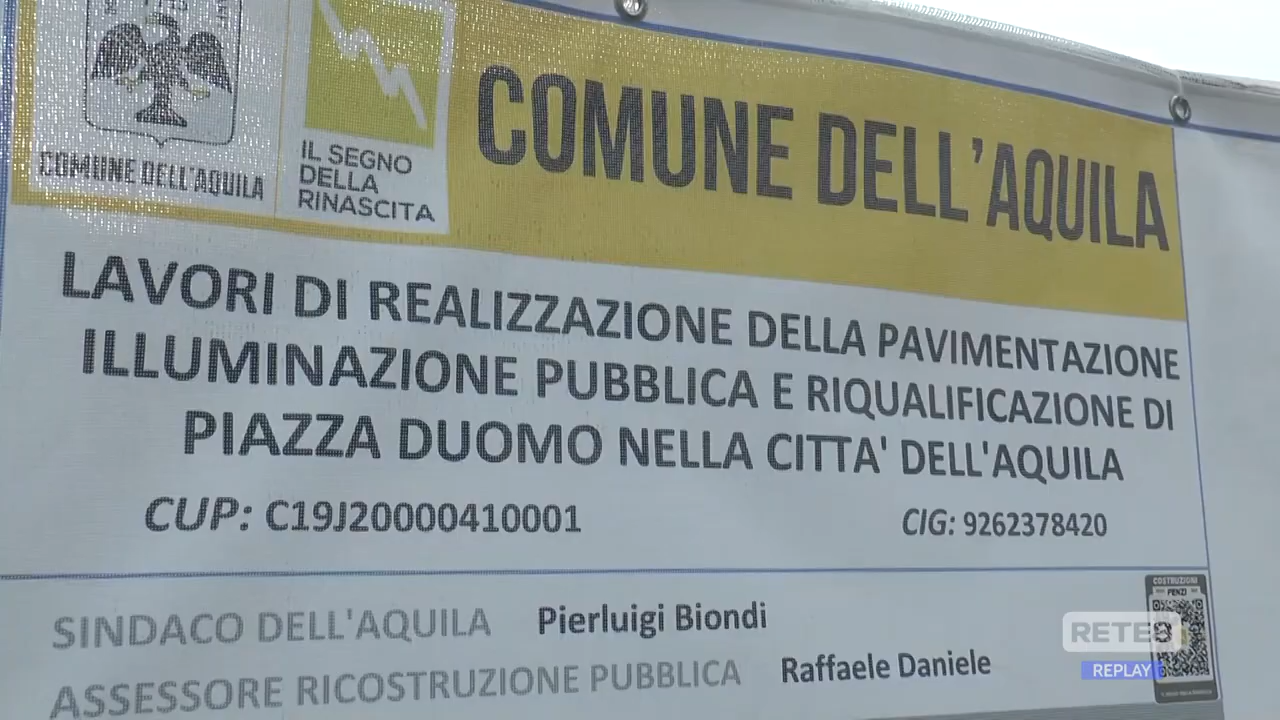 COMUNE DELL'AQUILA
IL SEGNO
DELLA
RINASCITA
COMUNE DELL'AQUILA
LAVORI DI REALIZZAZIONE DELLA PAVIMENTAZIONE
ILLUMINAZIONE PUBBLICA E RIQUALIFICAZIONE DI
PIAZZA DUOMO NELLA CITTA' DELL'AQUILA
CUP: C19J20000410001
CIG: 9262378420
SINDACO DELL'AQUILA Pierluigi Biondi
ASSESSORE RICOSTRUZIONE PUBBLICA Raffaele Daniele
COSTRUZIONI
PENZI
RETE8
REPLAY